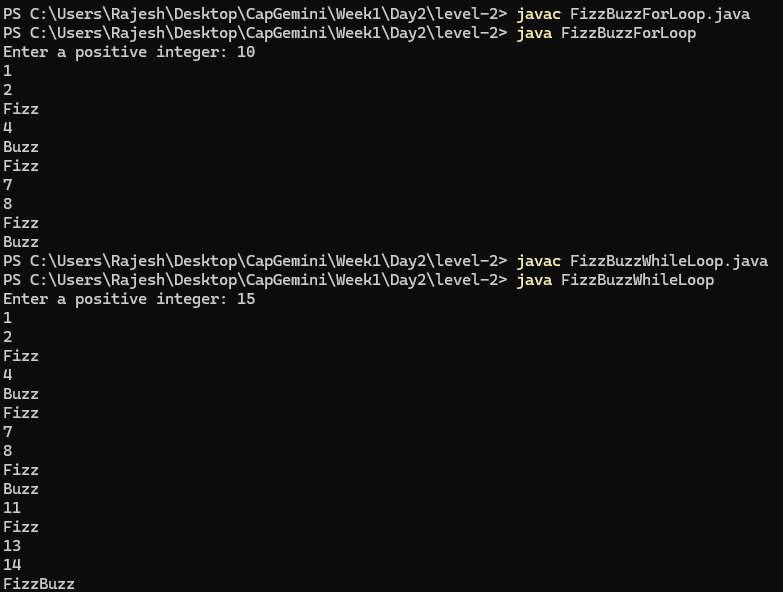 PS C:\Users\Rajesh\Desktop\CapGemini\Week1\Day2\level-2> javac FizzBuzzForLoop.java
PS C:\Users\Rajesh\Desktop\CapGemini\Week1\Day2\level-2> java FizzBuzzForLoop
Enter a positive integer: 10
1
2
Fizz
4
Buzz
Fizz
7
8
Fizz
Buzz
PS C:\Users\Rajesh\Desktop\CapGemini\Week1\Day2\level-2> javac FizzBuzzWhileLoop.java
PS C:\Users\Rajesh\Desktop\CapGemini\Week1\Day2\level-2> java FizzBuzzWhileLoop
Enter a positive integer: 15
1
2
Fizz
4
Buzz
Fizz
7
8
Fizz
Buzz
11
Fizz
13
14
FizzBuzz